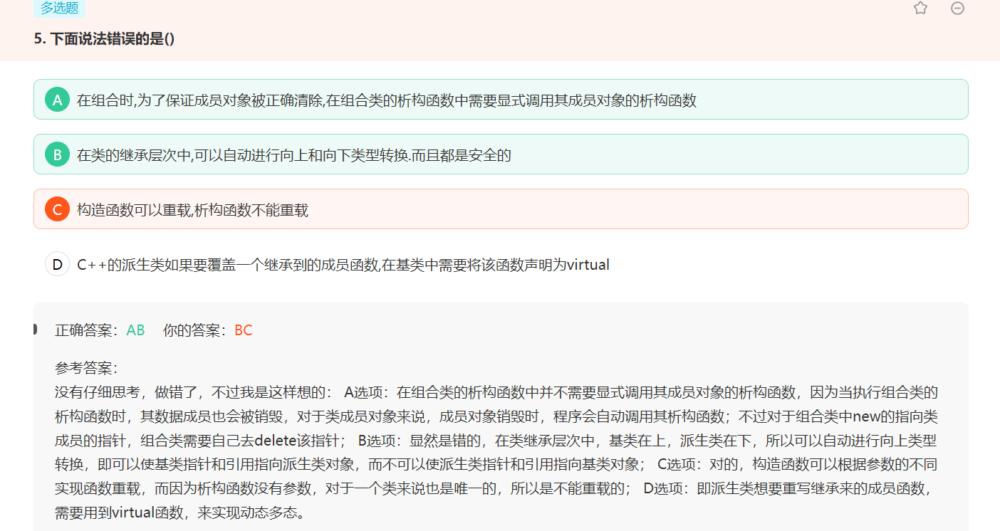 多选题
5. 下面说法错误的是()
A 在组合时,为了保证成员对象被正确清除,在组合类的析构函数中需要显式调用其成员对象的析构函数
B 在类的继承层次中,可以自动进行向上和向下类型转换.而且都是安全的
C 构造函数可以重载,析构函数不能重载
D C++的派生类如果要覆盖一个继承到的成员函数,在基类中需要将该函数声明为virtual
正确答案：AB 你的答案：BC
参考答案：
没有仔细思考，做错了，不过我是这样想的： A选项：在组合类的析构函数中并不需要显式调用其成员对象的析构函数，因为当执行组合类的
析构函数时，其数据成员也会被销毁，对于类成员对象来说，成员对象销毁时，程序会自动调用其析构函数；不过对于组合类中new的指向类
成员的指针，组合类需要自己去delete该指针； B选项：显然是错的，在类继承层次中，基类在上，派生类在下，所以可以自动进行向上类型
转换，即可以使基类指针和引用指向派生类对象，而不可以使派生类指针和引用指向基类对象； C选项：对的，构造函数可以根据参数的不同
实现函数重载，而因为析构函数没有参数，对于一个类来说也是唯一的，所以是不能重载的； D选项：即派生类想要重写继承来的成员函数，
需要用到virtual函数，来实现动态多态。